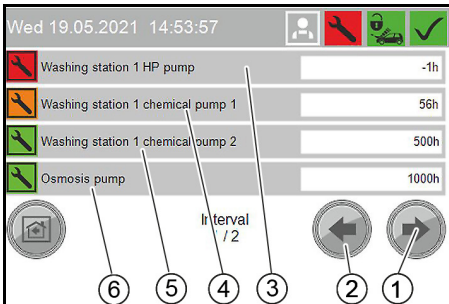 Wed 19.05.2021 14:53:57
Washing station 1 HP pump -1h
Washing station 1 chemical pump 1 56h
Washing station 1 chemical pump 2 500h
Osmosis pump 1000h
Interval
/ 2
6 5 4 3 2 1